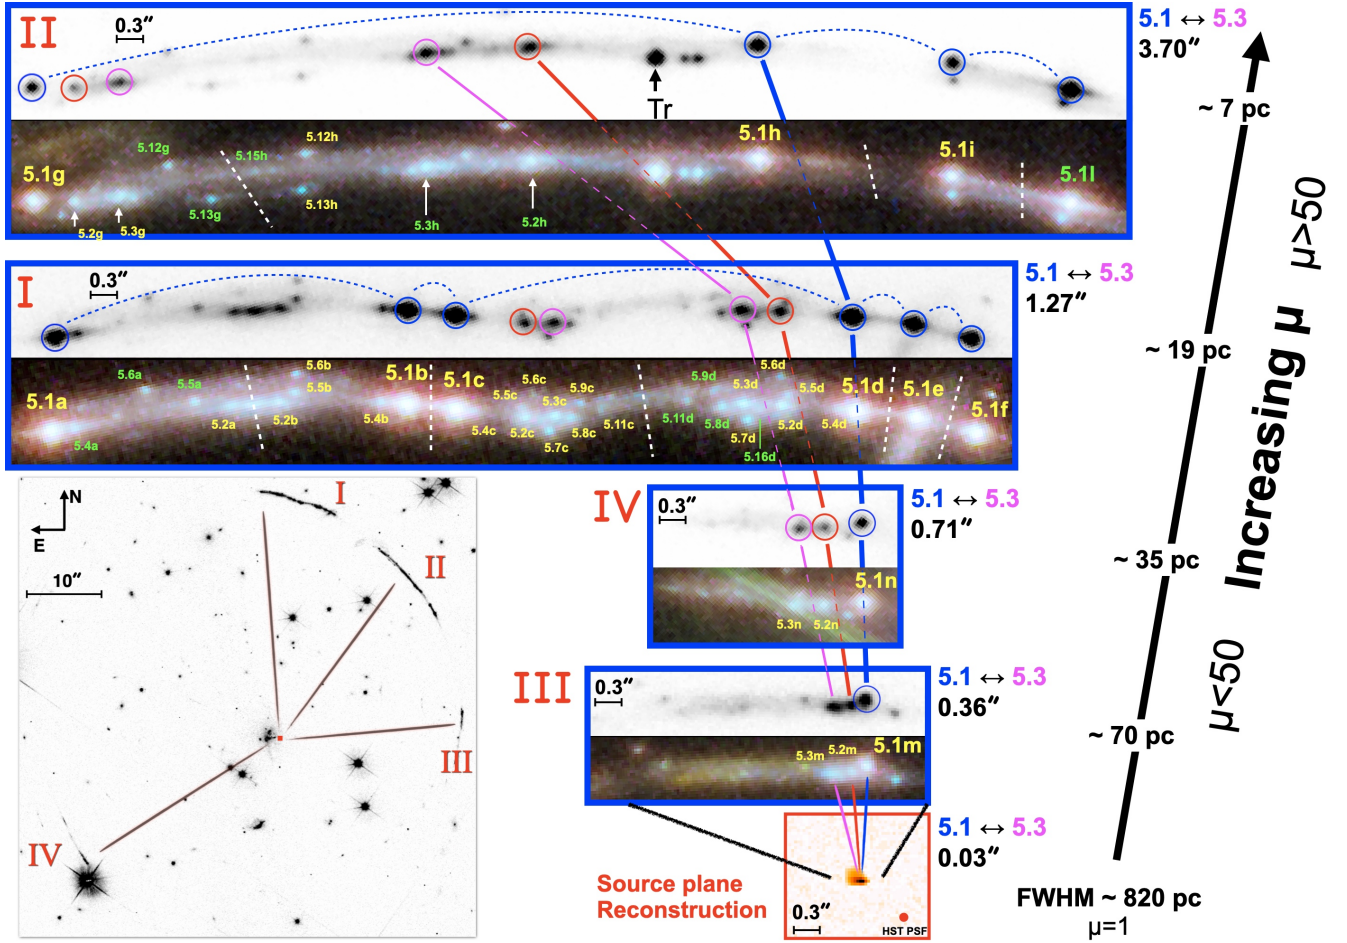 II
0.3″
Tr
5.1 ↔ 5.3
3.70″
5.12g
5.15h
5.12h
5.1h
5.1g
5.1i
5.1l
5.13g
5.13h
5.2g
5.3g
5.3h
5.2h
I
0.3″
5.1 ↔ 5.3
1.27″
5.6a
5.5a
5.6b
5.5b
5.1b
5.1c
5.6c
5.5c
5.9c
5.3c
5.9d
5.6d
5.3d
5.5d
5.1d
5.1e
5.1f
5.1a
5.4a
5.2a
5.2b
5.4b
5.4c
5.2c
5.8c
5.7c
5.11c
5.11d
5.8d
5.7d
5.16d
5.2d
5.4d
N
E
10″
I
II
III
IV
IV
0.3″
5.1 ↔ 5.3
0.71″
5.1n
5.3n
5.2n
III
0.3″
5.1 ↔ 5.3
0.36″
5.3m
5.2m
5.1m
5.1 ↔ 5.3
0.03″
Source plane
Reconstruction
0.3″
HST PSF
~ 7 pc
~ 19 pc
~ 35 pc
~ 70 pc
FWHM ~ 820 pc
μ=1
Increasing μ
μ>50
μ<50